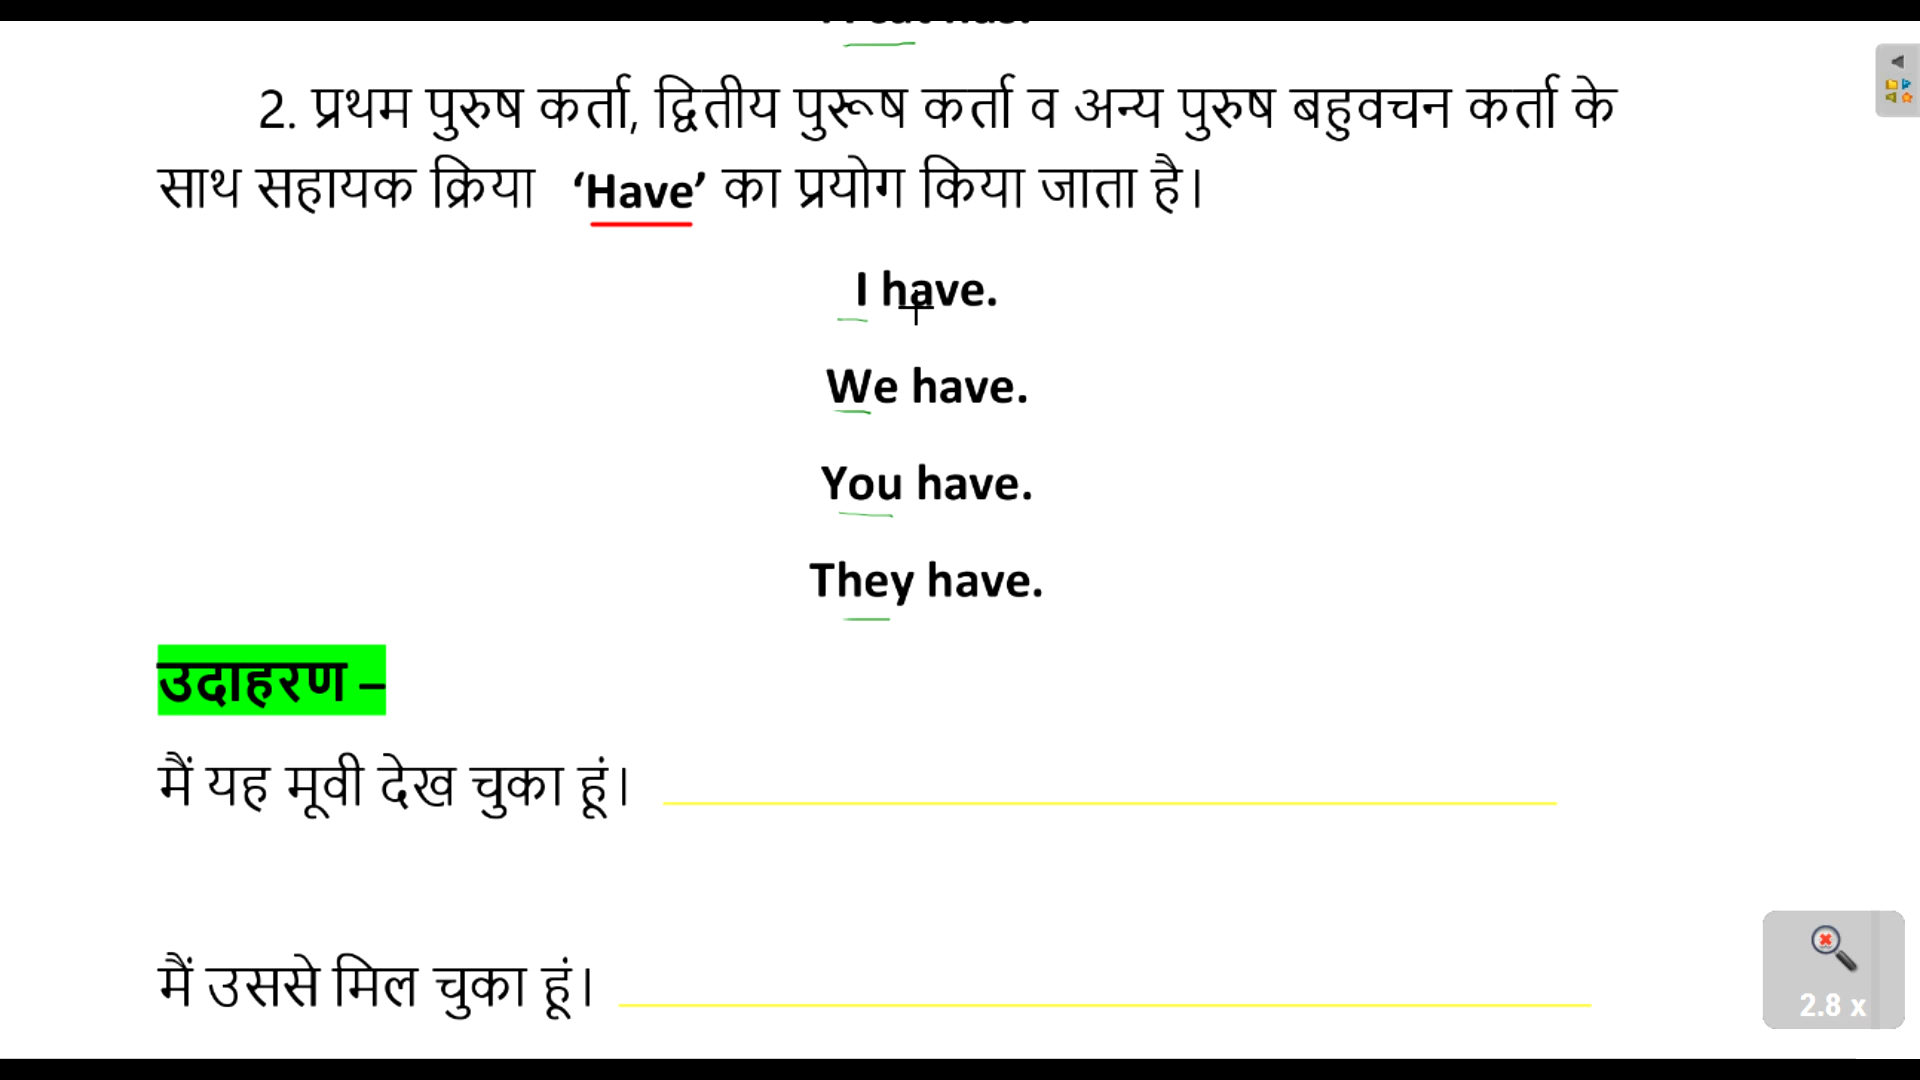 2. प्रथम पुरुष कर्ता, द्वितीय पुरूष कर्ता व अन्य पुरुष बहुवचन कर्ता के
साथ सहायक क्रिया ‘Have’ का प्रयोग किया जाता है।
I have.
We have.
You have.
They have.
उदाहरण –
मैं यह मूवी देख चुका हूं।
मैं उससे मिल चुका हूं।
2.8 x